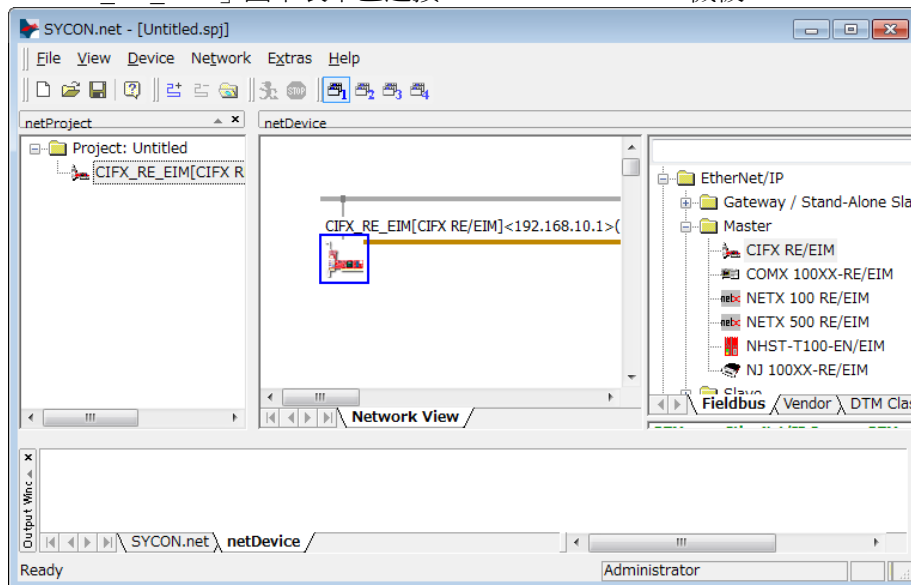 SYCON.net - [Untitled.spj]
File View Device Network Extras Help
netProject
netDevice
Project: Untitled
CIFX_RE_EIM[CIFX R
CIFX_RE_EIM[CIFX RE/EIM]<192.168.10.1>(
EtherNet/IP
Gateway / Stand-Alone Sla
Master
CIFX RE/EIM
COMX 100XX-RE/EIM
NETX 100 RE/EIM
NETX 500 RE/EIM
NHST-T100-EN/EIM
NJ 100XX-RE/EIM
Slave
Network View
Fieldbus Vendor DTM Clas
Output Winc
SYCON.net netDevice
Ready
Administrator